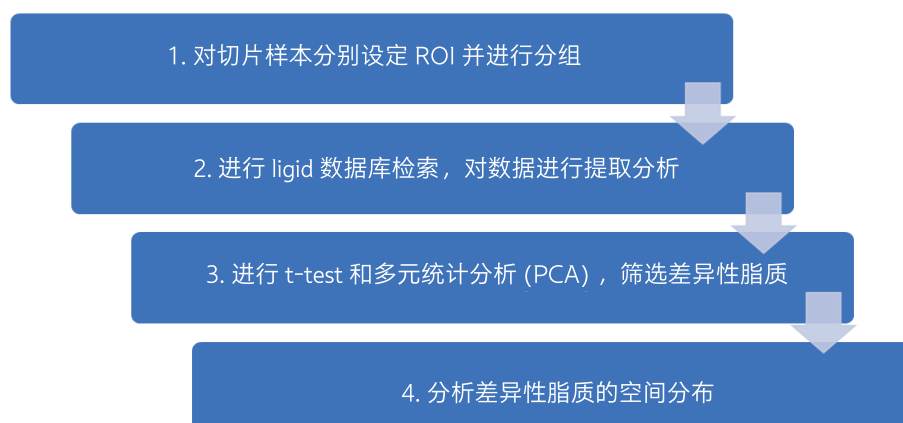 1. 对切片样本分别设定 ROI 并进行分组
2. 进行 ligid 数据库检索，对数据进行提取分析
3. 进行 t-test 和多元统计分析 (PCA) ，筛选差异性脂质
4. 分析差异性脂质的空间分布